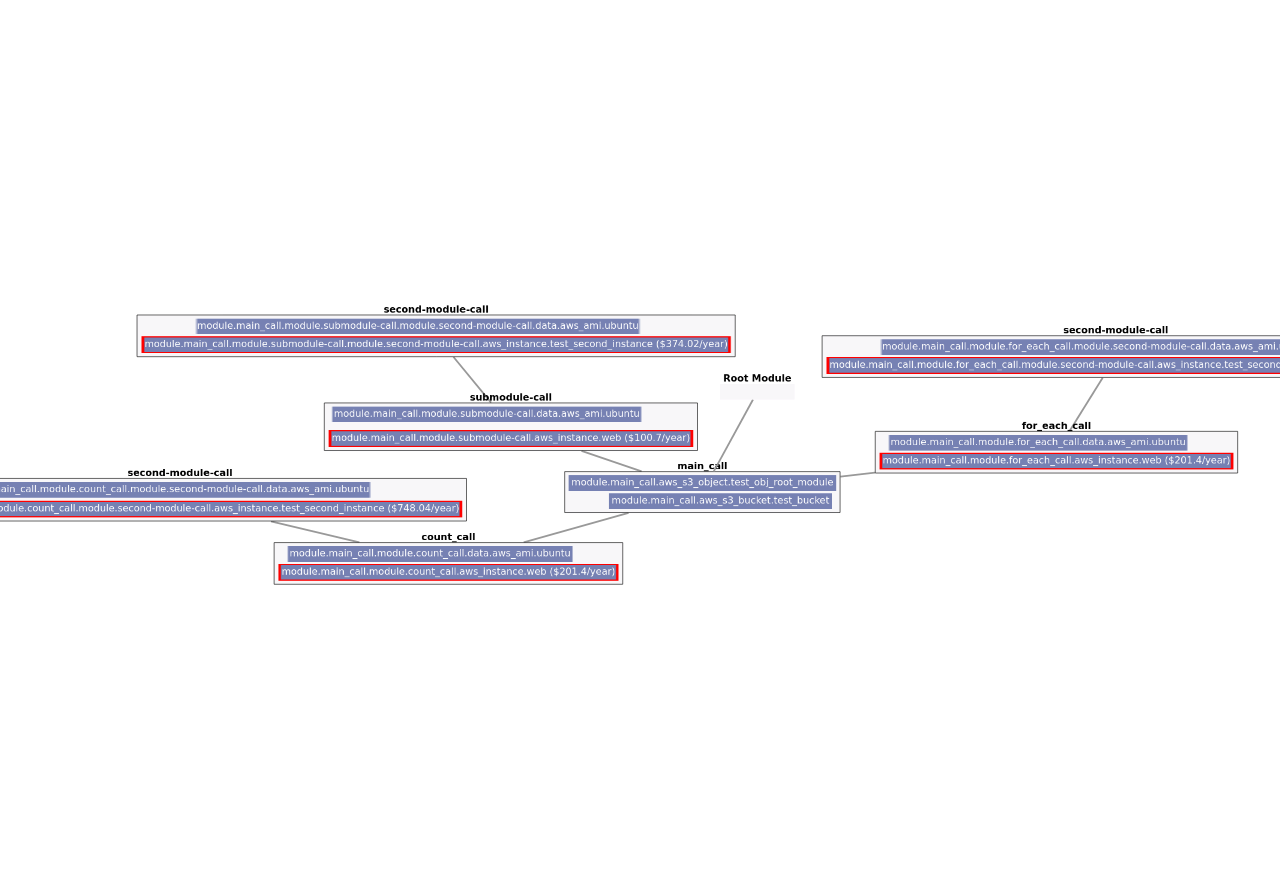 second-module-call
module.main_call.module.submodule-call.module.second-module-call.data.aws_ami.ubuntu
module.main_call.module.submodule-call.module.second-module-call.aws_instance.test_second_instance ($374.02/year)
second-module-call
module.main_call.module.for_each_call.module.second-module-call.data.aws_ami.
module.main_call.module.for_each_call.module.second-module-call.aws_instance.test_secon
Root Module
submodule-call
module.main_call.module.submodule-call.data.aws_ami.ubuntu
module.main_call.module.submodule-call.aws_instance.web ($100.7/year)
for_each_call
module.main_call.module.for_each_call.data.aws_ami.ubuntu
module.main_call.module.for_each_call.aws_instance.web ($201.4/year)
main_call
module.main_call.aws_s3_object.test_obj_root_module
module.main_call.aws_s3_bucket.test_bucket
second-module-call
ain_call.module.count_call.module.second-module-call.data.aws_ami.ubuntu
odule.count_call.module.second-module-call.aws_instance.test_second_instance ($748.04/year)
count_call
module.main_call.module.count_call.data.aws_ami.ubuntu
module.main_call.module.count_call.aws_instance.web ($201.4/year)